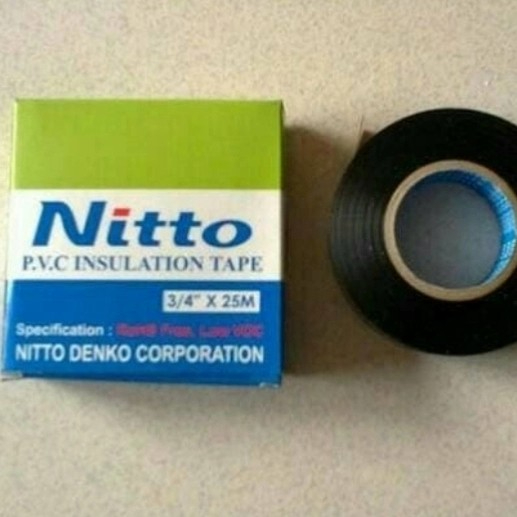 Nitto
P.V.C INSULATION TAPE
3/4" X 25M
Specification : RoHS Free, Low VOC
NITTO DENKO CORPORATION